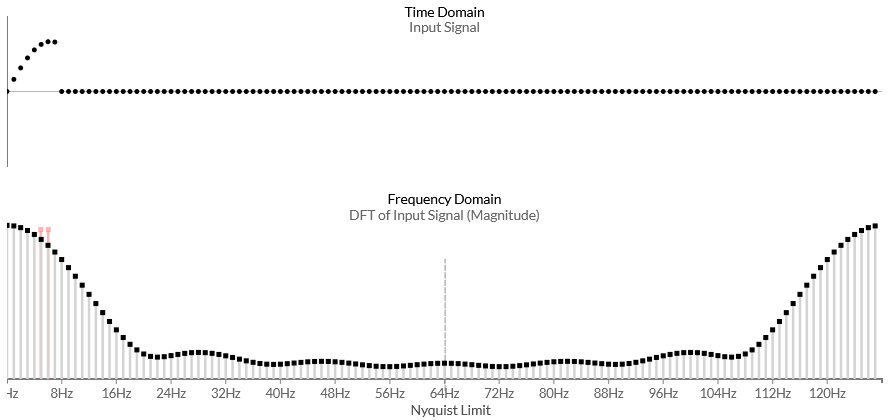 Time Domain
Input Signal
Frequency Domain
DFT of Input Signal (Magnitude)
Hz 8Hz 16Hz 24Hz 32Hz 40Hz 48Hz 56Hz 64Hz 72Hz 80Hz 88Hz 96Hz 104Hz 112Hz 120Hz
Nyquist Limit